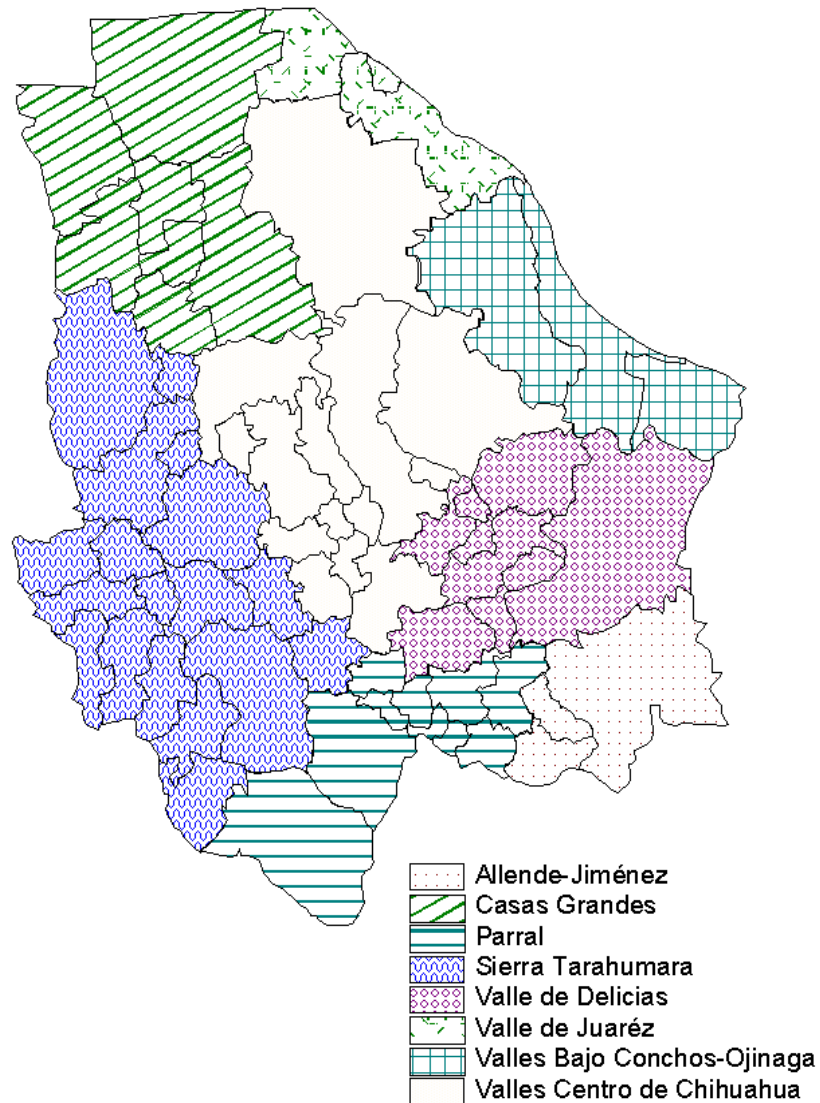 Allende-Jiménez
Casas Grandes
Parral
Sierra Tarahumara
Valle de Delicias
Valle de Juaréz
Valles Bajo Conchos-Ojinaga
Valles Centro de Chihuahua